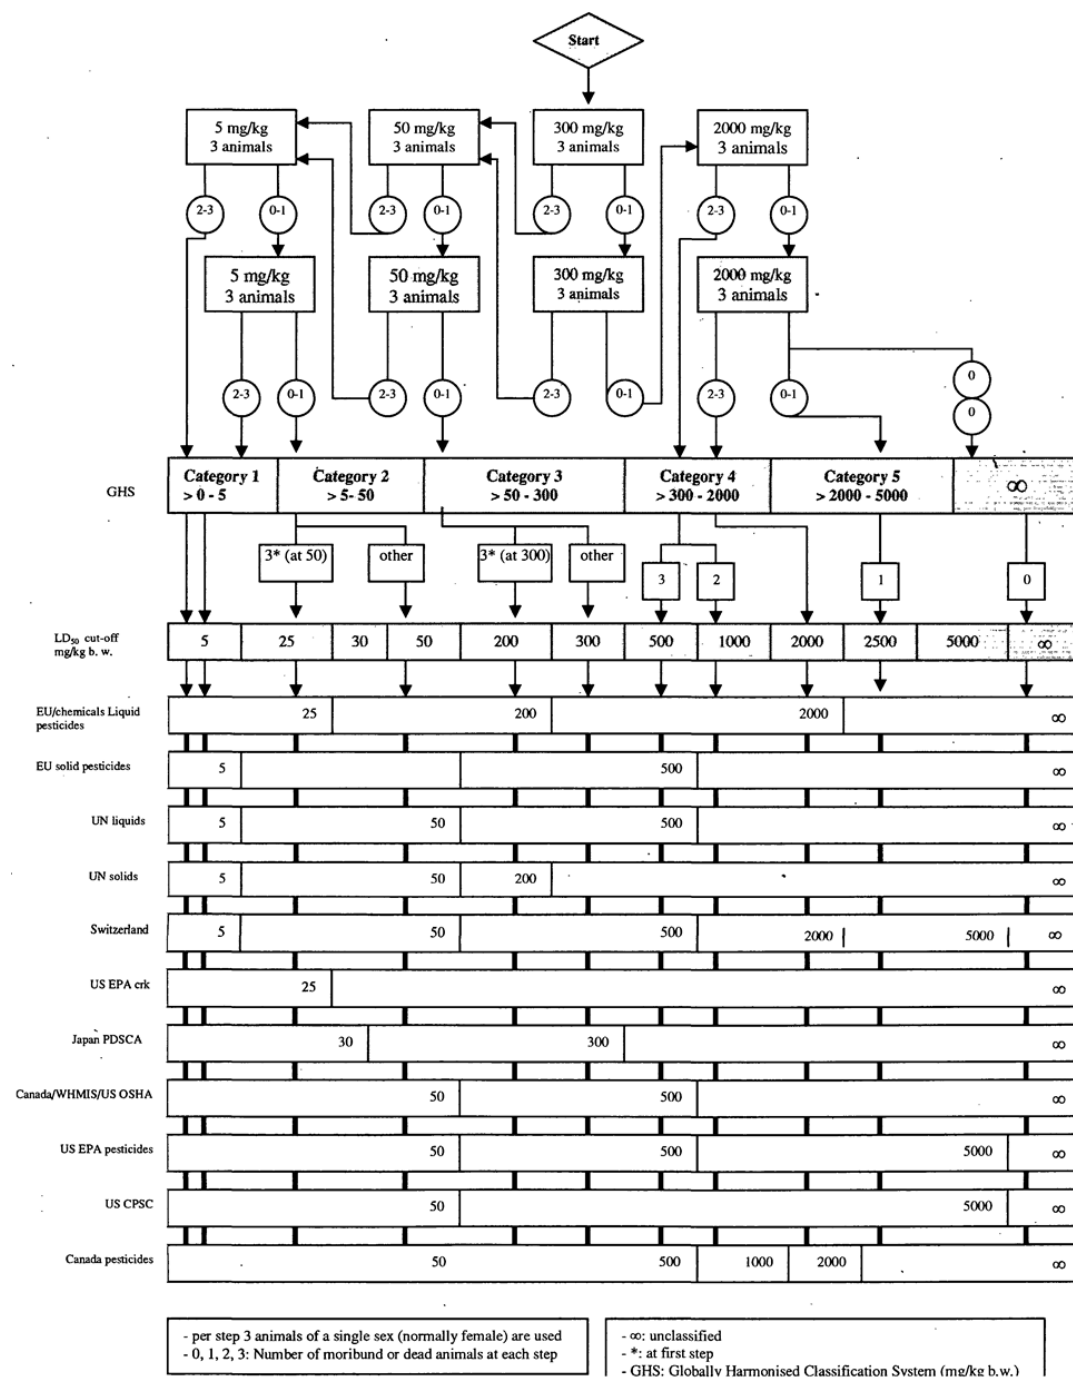 Start
5 mg/kg
3 animals
50 mg/kg
3 animals
300 mg/kg
3 animals
2000 mg/kg
3 animals
2-3
0-1
2-3
0-1
2-3
0-1
2-3
0-1
5 mg/kg
3 animals
50 mg/kg
3 animals
300 mg/kg
3 animals
2000 mg/kg
3 animals
2-3
0-1
2-3
0-1
2-3
0-1
2-3
0-1
0
0
GHS
Category 1
> 0 - 5
Category 2
> 5- 50
Category 3
> 50 - 300
Category 4
> 300 - 2000
Category 5
> 2000 - 5000
∞
3* (at 50)
other
3* (at 300)
other
3
2
1
0
LD50 cut-off
mg/kg b. w.
5 25 30 50 200 300 500 1000 2000 2500 5000 ∞
EU/chemicals Liquid
pesticides
25 200 2000 ∞
EU solid pesticides 5 500 ∞
UN liquids 5 50 500 ∞
UN solids 5 50 200 ∞
Switzerland 5 50 500 2000 5000 ∞
US EPA crk 25 ∞
Japan PDSCA 30 300 ∞
Canada/WHMIS/US OSHA 50 500 ∞
US EPA pesticides 50 500 5000 ∞
US CPSC 50 5000 ∞
Canada pesticides 50 500 1000 2000 ∞
- per step 3 animals of a single sex (normally female) are used
- 0, 1, 2, 3: Number of moribund or dead animals at each step
- ∞: unclassified
- *: at first step
- GHS: Globally Harmonised Classification System (mg/kg b.w.)